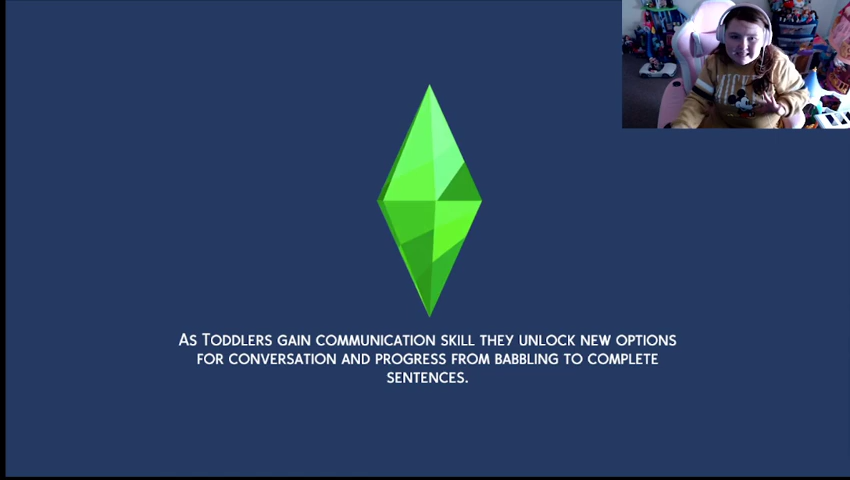 AS TODDLERS GAIN COMMUNICATION SKILL THEY UNLOCK NEW OPTIONS
FOR CONVERSATION AND PROGRESS FROM BABBLING TO COMPLETE
SENTENCES.